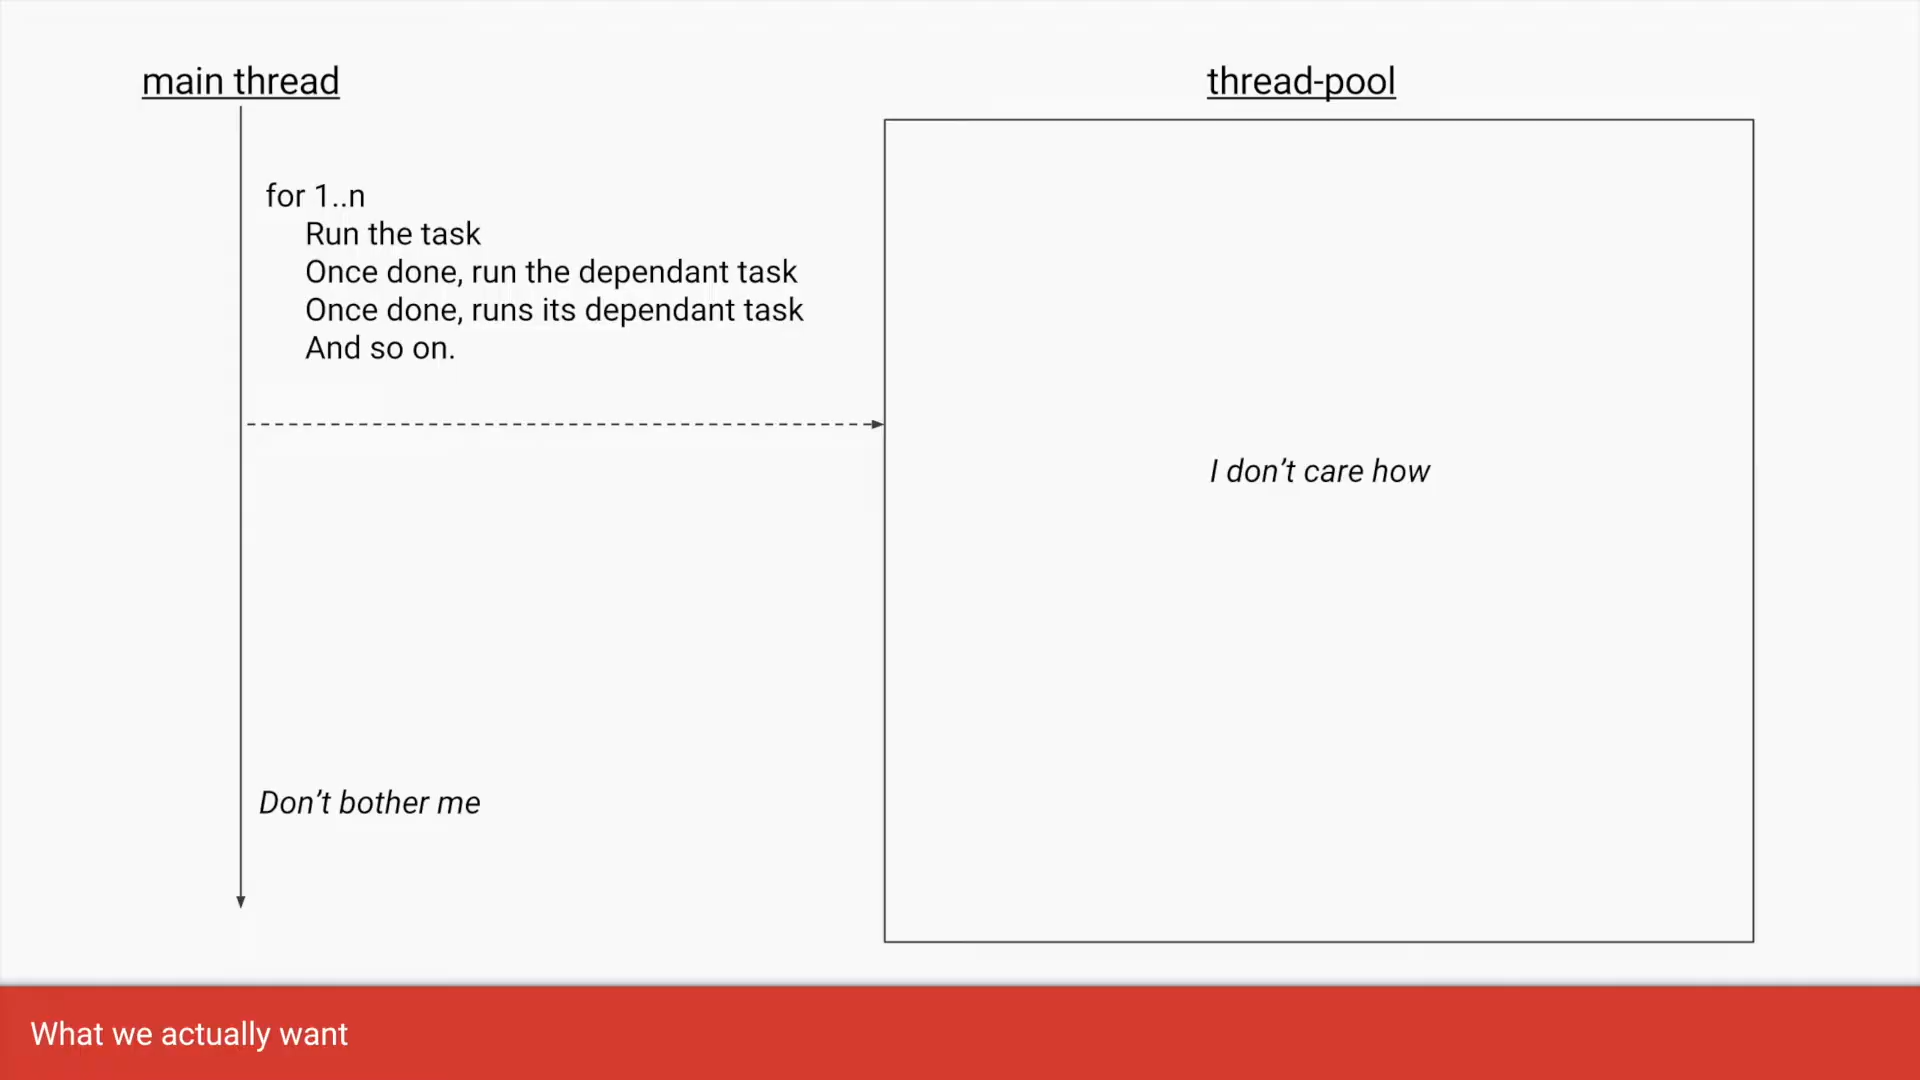 main thread
for 1..n
Run the task
Once done, run the dependant task
Once done, runs its dependant task
And so on.
Don’t bother me
thread-pool
I don’t care how
What we actually want